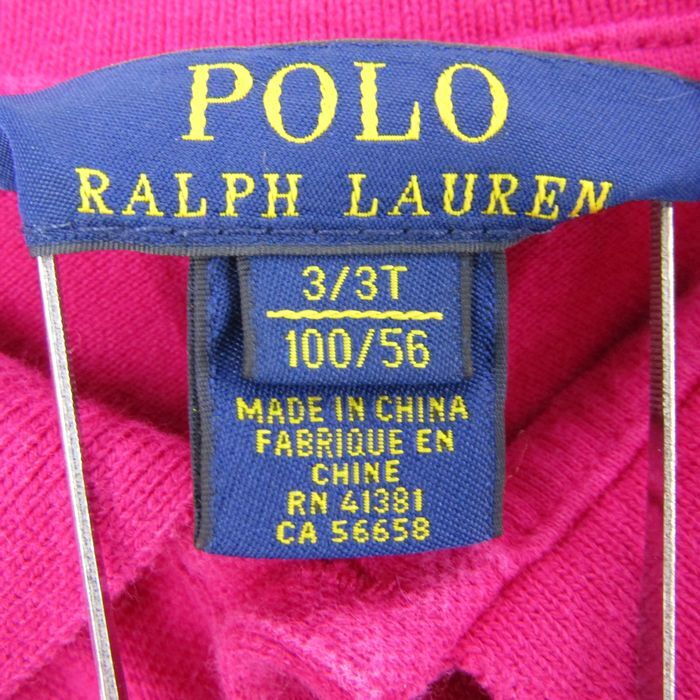 POLO
RALPH LAUREN
3/3T
100/56
MADE IN CHINA
FABRIQUE EN
CHINE
RN 41381
CA 56658